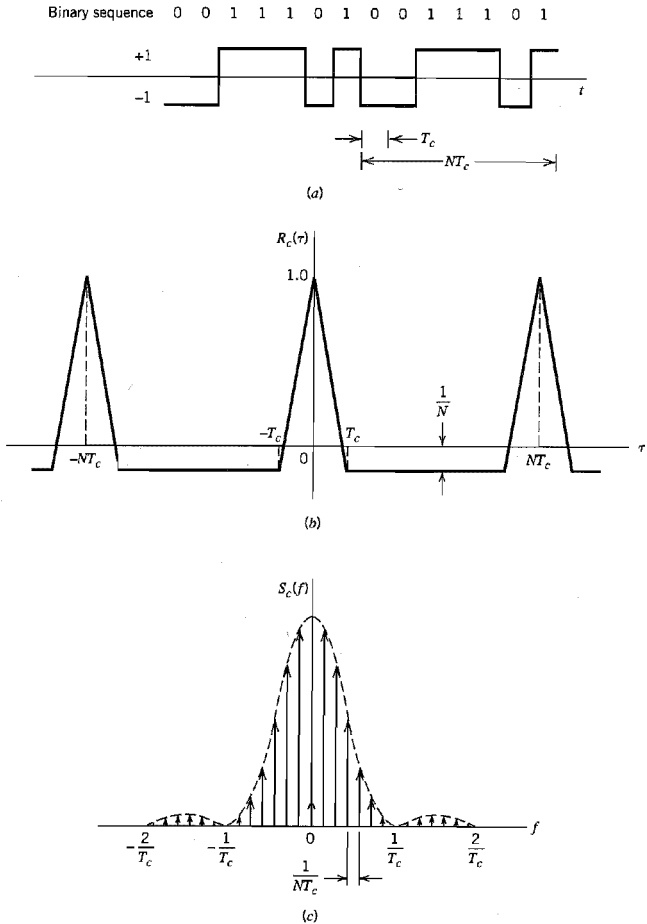 Binary sequence 0 0 1 1 1 0 1 0 0 1 1 1 0 1
+1
−1
t
T_c
NT_c
(a)
R_c(τ)
1.0
1/N
−T_c T_c
−NT_c 0 NT_c τ
(b)
S_c(f)
−2/T_c −1/T_c 0 1/T_c 2/T_c f
1/NT_c
(c)